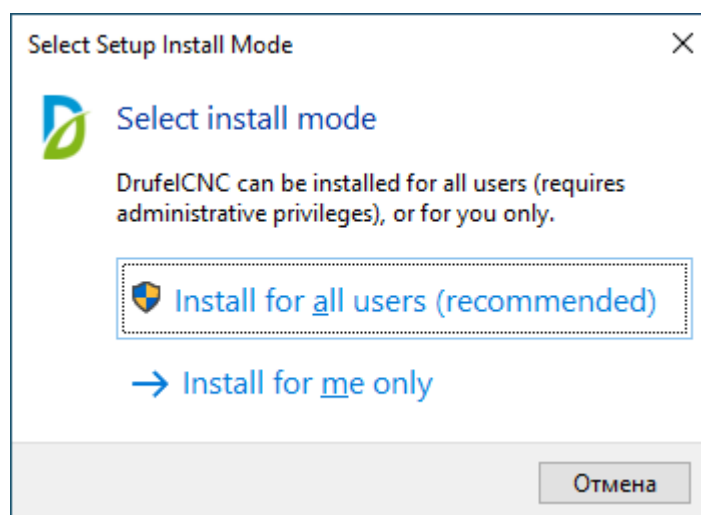 Select Setup Install Mode
Select install mode
DrufelCNC can be installed for all users (requires
administrative privileges), or for you only.
Install for all users (recommended)
Install for me only
Отмена